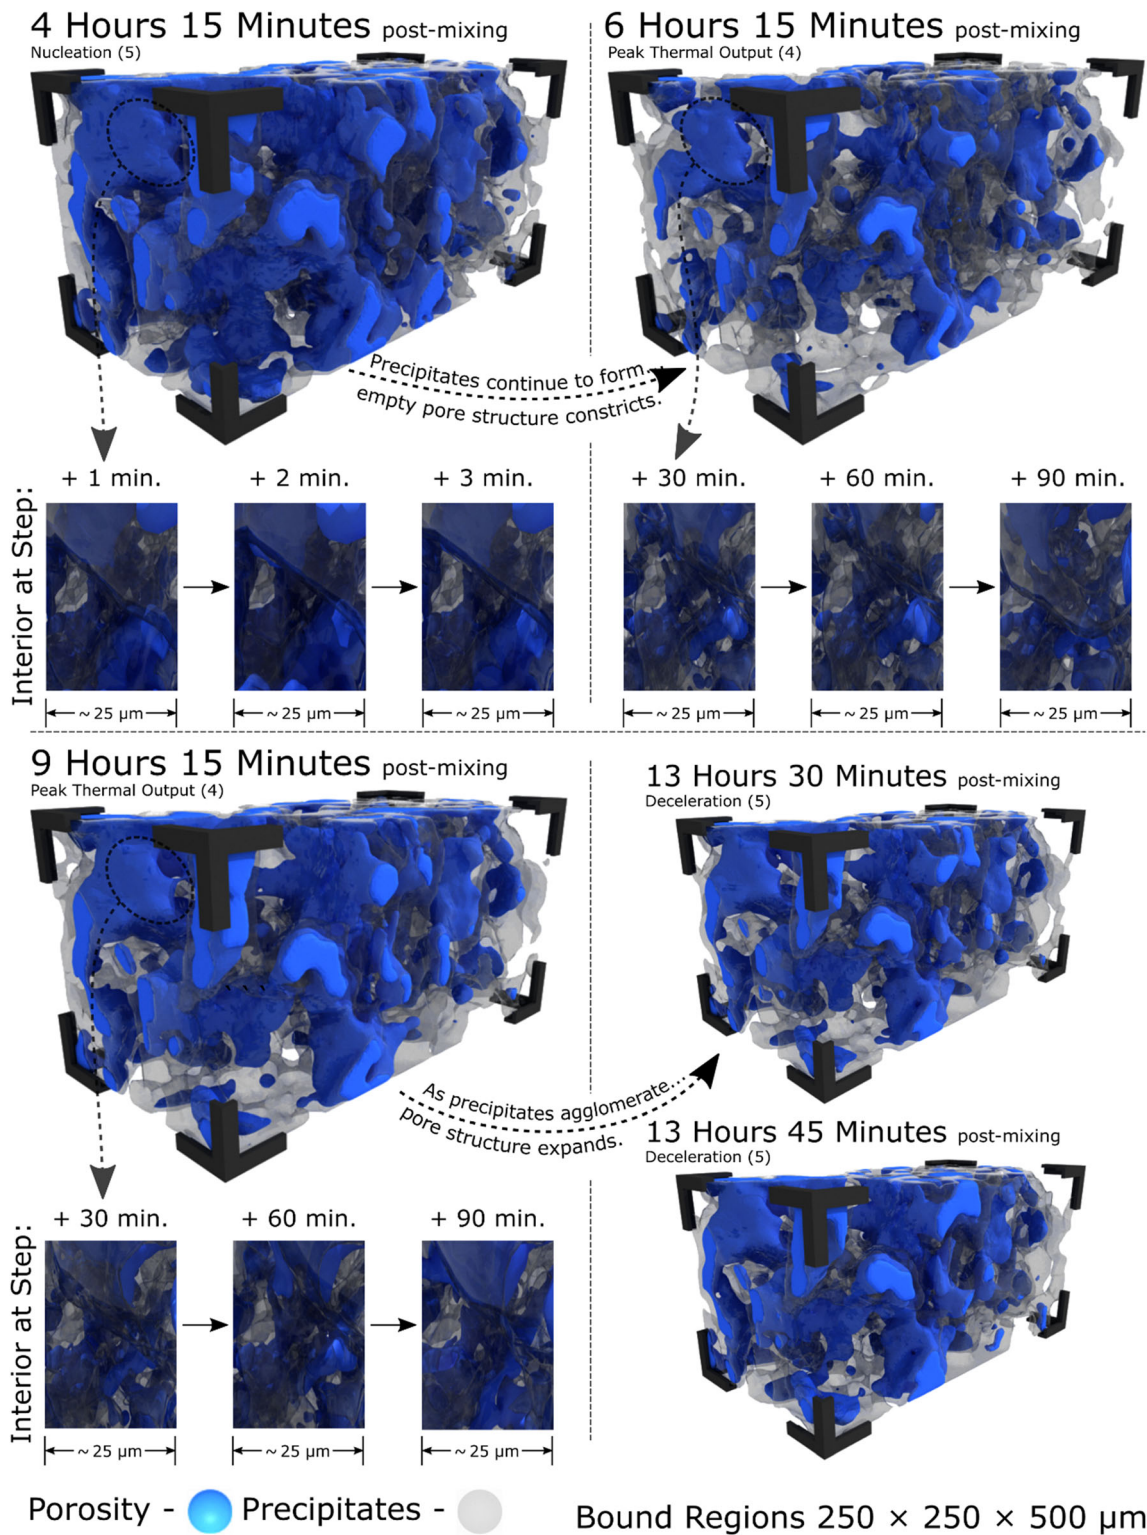 4 Hours 15 Minutes post-mixing
Nucleation (5)
6 Hours 15 Minutes post-mixing
Peak Thermal Output (4)
Precipitates continue to form...
empty pore structure constricts.
Interior at Step:
+ 1 min.
+ 2 min.
+ 3 min.
+ 30 min.
+ 60 min.
+ 90 min.
~ 25 µm
~ 25 µm
~ 25 µm
~ 25 µm
~ 25 µm
~ 25 µm
9 Hours 15 Minutes post-mixing
Peak Thermal Output (4)
13 Hours 30 Minutes post-mixing
Deceleration (5)
As precipitates agglomerate...
pore structure expands.
13 Hours 45 Minutes post-mixing
Deceleration (5)
Interior at Step:
+ 30 min.
+ 60 min.
+ 90 min.
~ 25 µm
~ 25 µm
~ 25 µm
Porosity - Precipitates -
Bound Regions 250 × 250 × 500 µm